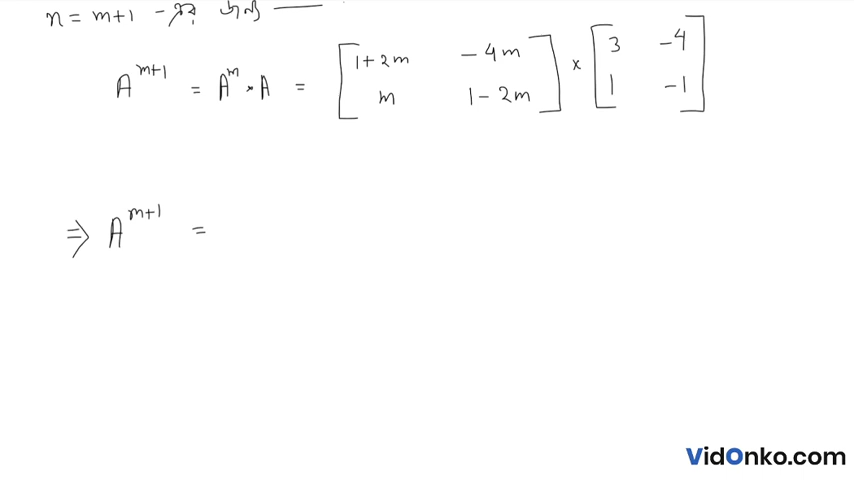 n = m+1 -এর জন্য ——
A^{m+1} = A^m · A = [1+2m -4m; m 1-2m] × [3 -4; 1 -1]
⇒ A^{m+1} =
VidOnko.com